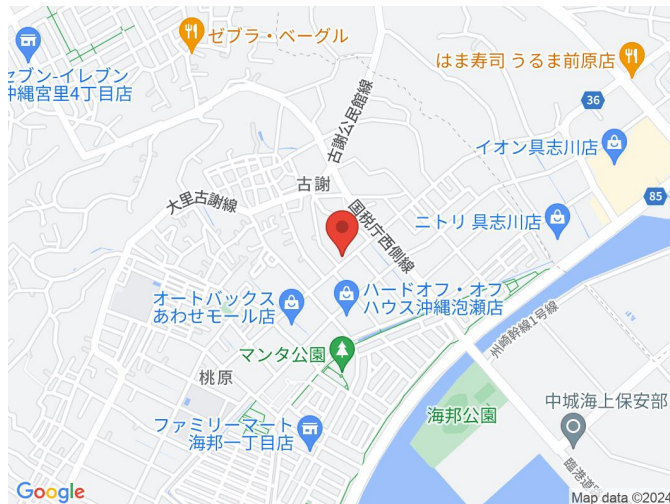 ゼブラ・ベーグル
セブン-イレブン
沖縄宮里4丁目店
はま寿司 うるま前原店
36
古謝公民館線
イオン具志川店
古謝
大里古謝線
85
国税庁西側線
ニトリ 具志川店
オートバックス
あわせモール店
ハードオフ・オフ
ハウス沖縄泡瀬店
州崎幹線1号線
マンタ公園
桃原
海邦公園
中城海上保安部
ファミリーマート
海邦一丁目店
臨港道
Google
Map data ©2024